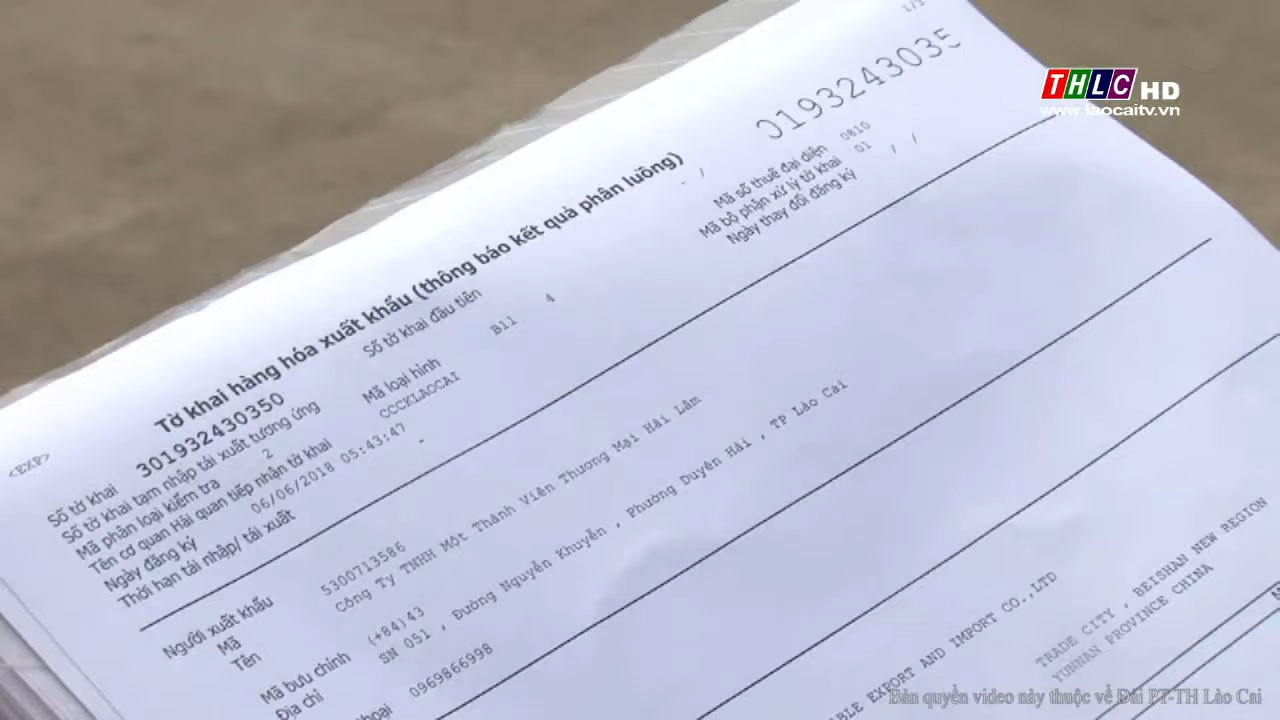 1/3
THLC HD
www.laocaitv.vn
<EXP>
0193243035
Tờ khai hàng hóa xuất khẩu (thông báo kết quả phân luồng)
Số tờ khai 301932430350 Số tờ khai đầu tiên - /
Số tờ khai tạm nhập tái xuất tương ứng
Mã phân loại kiểm tra 2 Mã loại hình B11 4 Mã số thuế đại diện 0810
Tên cơ quan Hải quan tiếp nhận tờ khai CCCKLAOCAI Mã bộ phận xử lý tờ khai 01
Ngày đăng ký 06/06/2018 05:43:47 Ngày thay đổi đăng ký / /
Thời hạn tái nhập/ tái xuất -
Người xuất khẩu
Mã 5300713586
Tên Công Ty TNHH Một Thành Viên Thương Mại Hải Lâm
Mã bưu chính (+84)43
Địa chỉ SN 051 , Đường Nguyễn Khuyến , Phường Duyên Hải , TP Lào Cai
thoại 0969866998
EXPORT AND IMPORT CO.,LTD
TRADE CITY , BEISHAN NEW REGION
YUNNAN PROVINCE CHINA
Bản quyền video này thuộc về Đài PT-TH Lào Cai